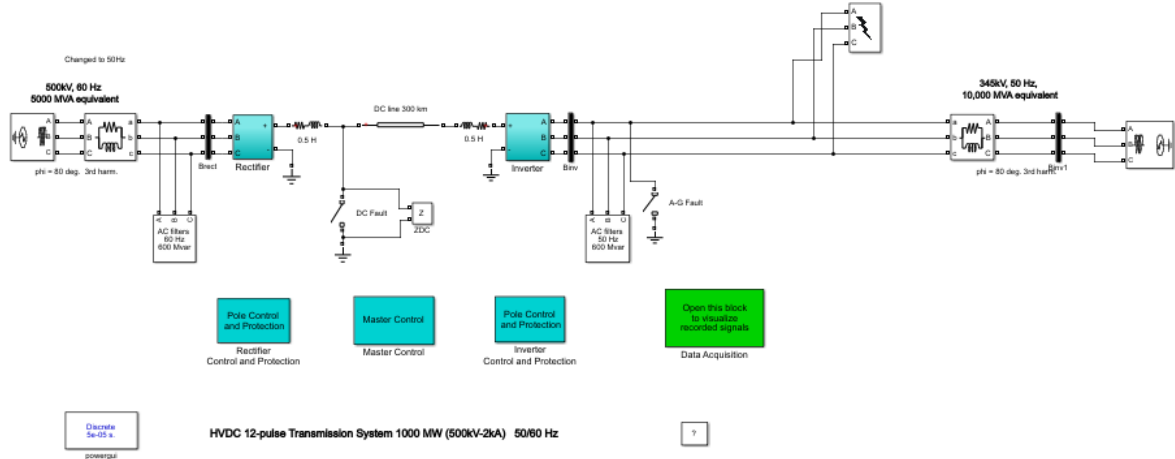 Changed to 50Hz
500kV, 60 Hz
5000 MVA equivalent
A
B
C
A
B
C
a
b
c
phi = 80 deg.  3rd harm.
Brect
A
B
C
+
-
Rectifier
0.5 H
DC line 300 km
0.5 H
+
-
A
B
C
Inverter
Binv
A
B
C
345kV, 50 Hz,
10,000 MVA equivalent
a
b
c
A
B
C
phi = 80 deg. 3rd harm.
Binv1
A
B
C
A
B
C
AC filters
60 Hz
600 Mvar
DC Fault
Z
ZDC
A
B
C
AC filters
50 Hz
600 Mvar
A-G Fault
Pole Control
and Protection
Rectifier
Control and Protection
Master Control
Master Control
Pole Control
and Protection
Inverter
Control and Protection
Open this block
to visualize
recorded signals
Data Acquisition
Discrete
5e-05 s.
powergui
HVDC 12-pulse Transmission System 1000 MW (500kV-2kA)   50/60 Hz
?